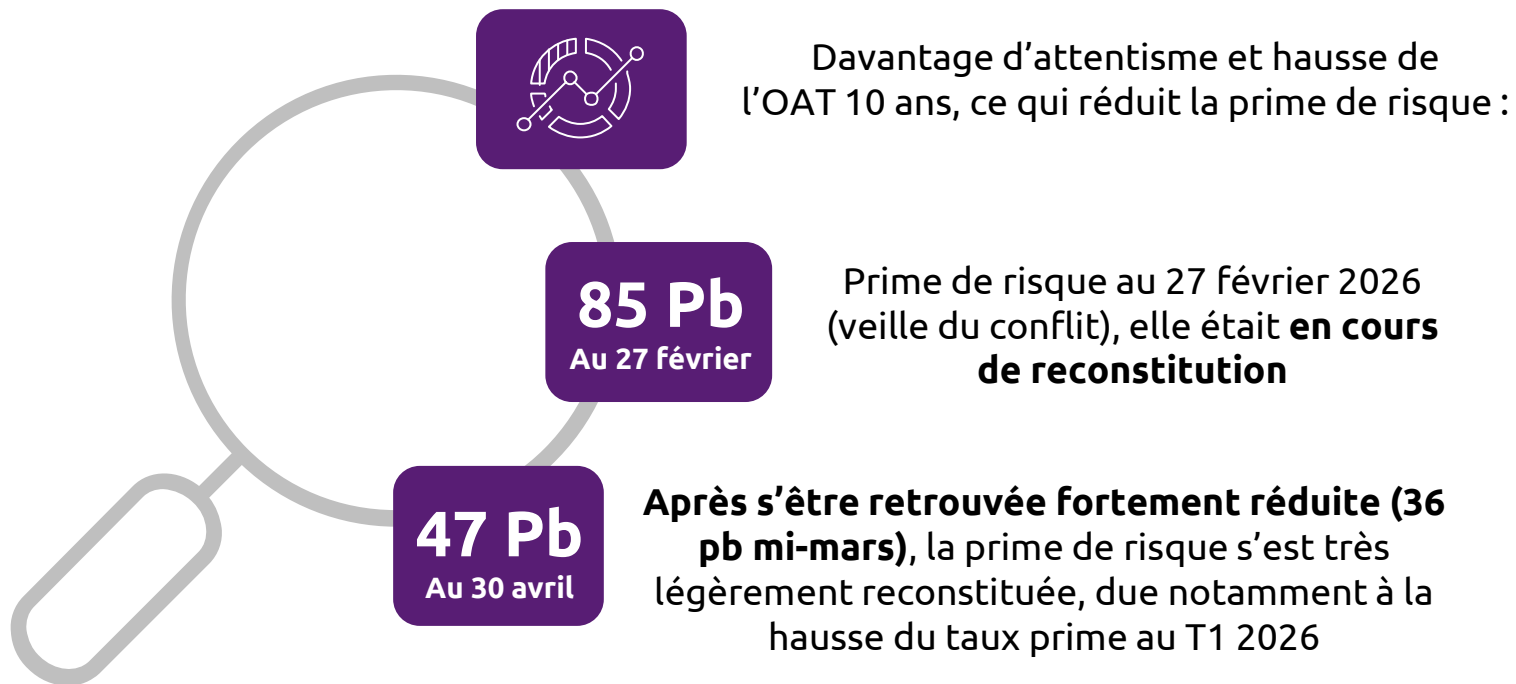 Davantage d’attentisme et hausse de
l’OAT 10 ans, ce qui réduit la prime de risque :
85 Pb
Au 27 février
Prime de risque au 27 février 2026
(veille du conflit), elle était en cours
de reconstitution
47 Pb
Au 30 avril
Après s’être retrouvée fortement réduite (36
pb mi-mars), la prime de risque s’est très
légèrement reconstituée, due notamment à la
hausse du taux prime au T1 2026